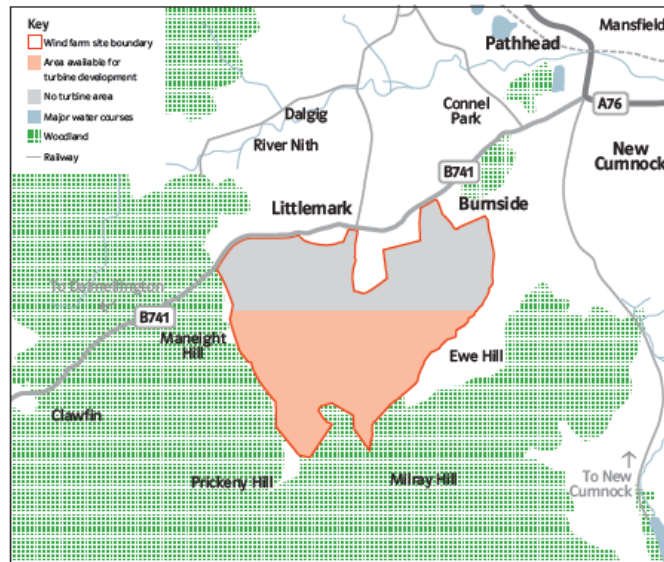 Key
Wind farm site boundary
Area available for
turbine development
No turbine area
Major water courses
Woodland
Railway
Mansfield
Pathhead
A76
Connel
Park
Dalgig
River Nith
New
Cumnock
B741
Burnside
Littlemark
To Dalmellington
B741
Maneight
Hill
Ewe Hill
Clawfin
Prickeny Hill
Milray Hill
To New
Cumnock